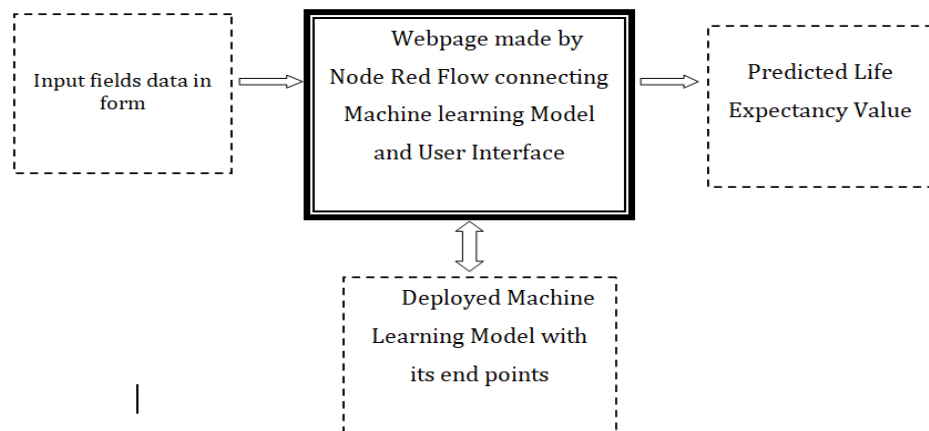 Input fields data in
form
Webpage made by
Node Red Flow connecting
Machine learning Model
and User Interface
Predicted Life
Expectancy Value
Deployed Machine
Learning Model with
its end points